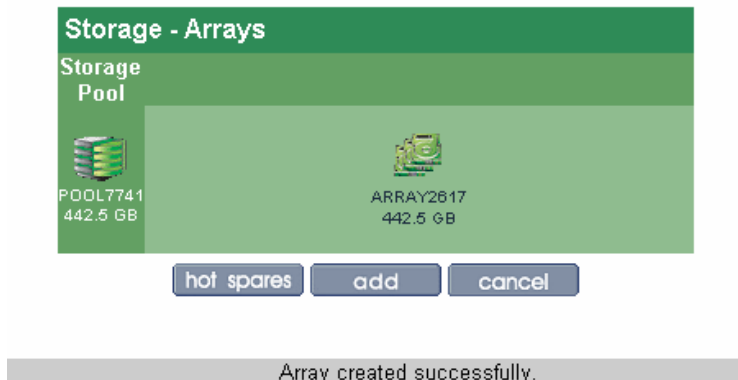 Storage - Arrays
Storage
Pool
POOL7741
442.5 GB
ARRAY2617
442.5 GB
hot spares
add
cancel
Array created successfully.